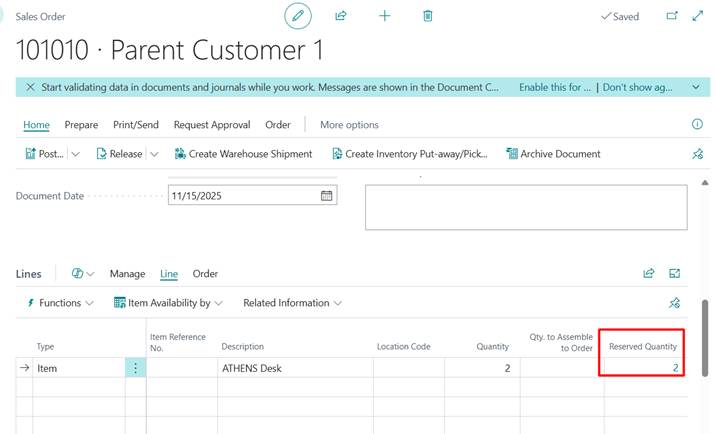 Sales Order
Saved
101010 · Parent Customer 1
Start validating data in documents and journals while you work. Messages are shown in the Document C... Enable this for ... | Don't show ag...
Home Prepare Print/Send Request Approval Order More options
Post... Release Create Warehouse Shipment Create Inventory Put-away/Pick... Archive Document
Document Date 11/15/2025
Lines Manage Line Order
Functions Item Availability by Related Information
Type Item Reference No. Description Location Code Quantity Qty. to Assemble to Order Reserved Quantity
Item ATHENS Desk 2 2